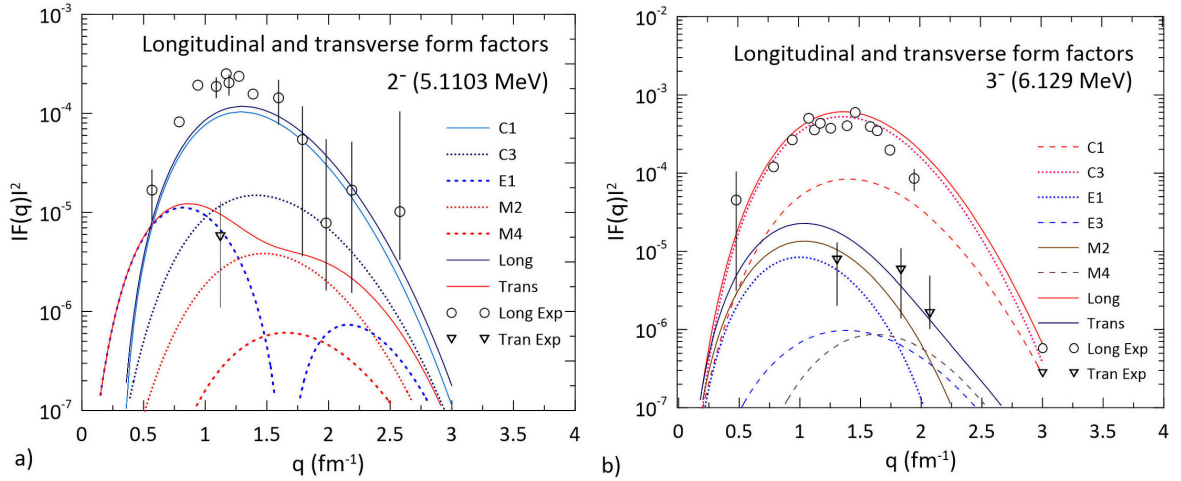 10⁻³
10⁻⁴
10⁻⁵
10⁻⁶
10⁻⁷
|F(q)|²
Longitudinal and transverse form factors
2⁻ (5.1103 MeV)
C1
C3
E1
M2
M4
Long
Trans
Long Exp
Tran Exp
0 0.5 1 1.5 2 2.5 3 3.5 4
q (fm⁻¹)
a)
10⁻²
10⁻³
10⁻⁴
10⁻⁵
10⁻⁶
10⁻⁷
|F(q)|²
Longitudinal and transverse form factors
3⁻ (6.129 MeV)
C1
C3
E1
E3
M2
M4
Long
Trans
Long Exp
Tran Exp
0 0.5 1 1.5 2 2.5 3 3.5 4
q (fm⁻¹)
b)